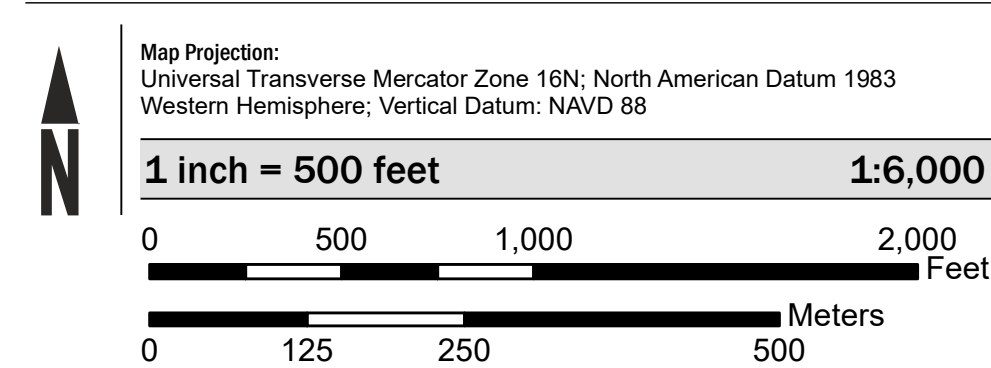 Map Projection:
Universal Transverse Mercator Zone 16N; North American Datum 1983
Western Hemisphere; Vertical Datum: NAVD 88
N
1 inch = 500 feet 1:6,000
0 500 1,000 2,000
Feet
Meters
0 125 250 500